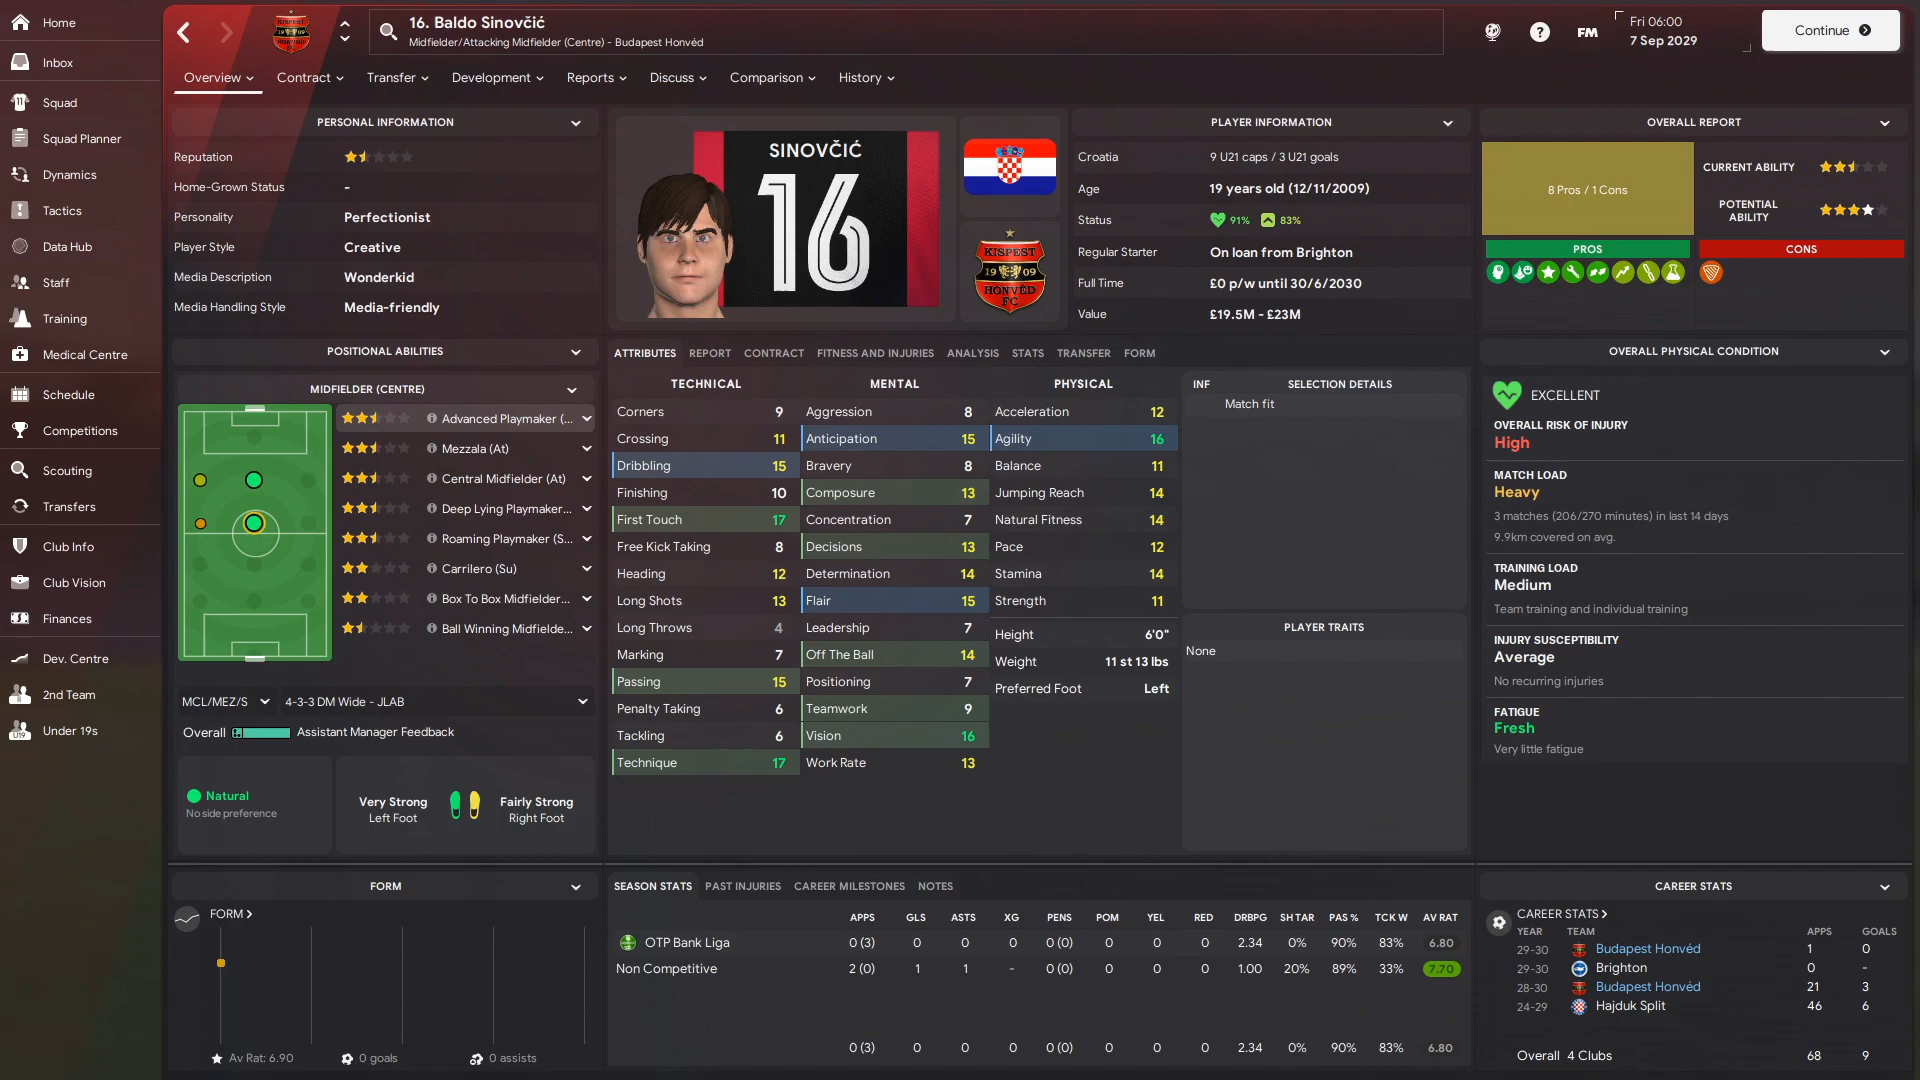 Home
Inbox
Squad
Squad Planner
Dynamics
Tactics
Data Hub
Staff
Training
Medical Centre
Schedule
Competitions
Scouting
Transfers
Club Info
Club Vision
Finances
Dev. Centre
2nd Team
Under 19s
16. Baldo Sinovčić
Midfielder/Attacking Midfielder (Centre) - Budapest Honvéd
FM
Fri 06:00
7 Sep 2029
Continue
Overview Contract Transfer Development Reports Discuss Comparison History
PERSONAL INFORMATION
Reputation
Home-Grown Status -
Personality Perfectionist
Player Style Creative
Media Description Wonderkid
Media Handling Style Media-friendly
SINOVČIĆ
16
KISPEST
1909
HONVÉD
FC
PLAYER INFORMATION
Croatia 9 U21 caps / 3 U21 goals
Age 19 years old (12/11/2009)
Status 91% 83%
Regular Starter On loan from Brighton
Full Time £0 p/w until 30/6/2030
Value £19.5M - £23M
OVERALL REPORT
8 Pros / 1 Cons
CURRENT ABILITY
POTENTIAL ABILITY
PROS CONS
POSITIONAL ABILITIES
MIDFIELDER (CENTRE)
Advanced Playmaker (...
Mezzala (At)
Central Midfielder (At)
Deep Lying Playmaker...
Roaming Playmaker (S...
Carrilero (Su)
Box To Box Midfielder...
Ball Winning Midfielde...
MCL/MEZ/S 4-3-3 DM Wide - JLAB
Overall Assistant Manager Feedback
Natural
No side preference
Very Strong
Left Foot
Fairly Strong
Right Foot
ATTRIBUTES REPORT CONTRACT FITNESS AND INJURIES ANALYSIS STATS TRANSFER FORM
TECHNICAL MENTAL PHYSICAL
Corners 9 Aggression 8 Acceleration 12
Crossing 11 Anticipation 15 Agility 16
Dribbling 15 Bravery 8 Balance 11
Finishing 10 Composure 13 Jumping Reach 14
First Touch 17 Concentration 7 Natural Fitness 14
Free Kick Taking 8 Decisions 13 Pace 12
Heading 12 Determination 14 Stamina 14
Long Shots 13 Flair 15 Strength 11
Long Throws 4 Leadership 7 Height 6'0"
Marking 7 Off The Ball 14 Weight 11 st 13 lbs
Passing 15 Positioning 7 Preferred Foot Left
Penalty Taking 6 Teamwork 9
Tackling 6 Vision 16
Technique 17 Work Rate 13
INF SELECTION DETAILS
Match fit
PLAYER TRAITS
None
OVERALL PHYSICAL CONDITION
EXCELLENT
OVERALL RISK OF INJURY
High
MATCH LOAD
Heavy
3 matches (206/270 minutes) in last 14 days
9.9km covered on avg.
TRAINING LOAD
Medium
Team training and individual training
INJURY SUSCEPTIBILITY
Average
No recurring injuries
FATIGUE
Fresh
Very little fatigue
FORM
FORM
Av Rat: 6.90 0 goals 0 assists
SEASON STATS PAST INJURIES CAREER MILESTONES NOTES
APPS GLS ASTS XG PENS POM YEL RED DRBPG SH TAR PAS % TCK W AV RAT
OTP Bank Liga 0 (3) 0 0 0 0 (0) 0 0 0 2.34 0% 90% 83% 6.80
Non Competitive 2 (0) 1 1 - 0 (0) 0 0 0 1.00 20% 89% 33% 7.70
0 (3) 0 0 0 0 (0) 0 0 0 2.34 0% 90% 83% 6.80
CAREER STATS
CAREER STATS
YEAR TEAM APPS GOALS
29-30 Budapest Honvéd 1 0
29-30 Brighton 0 -
28-30 Budapest Honvéd 21 3
24-29 Hajduk Split 46 6
Overall 4 Clubs 68 9